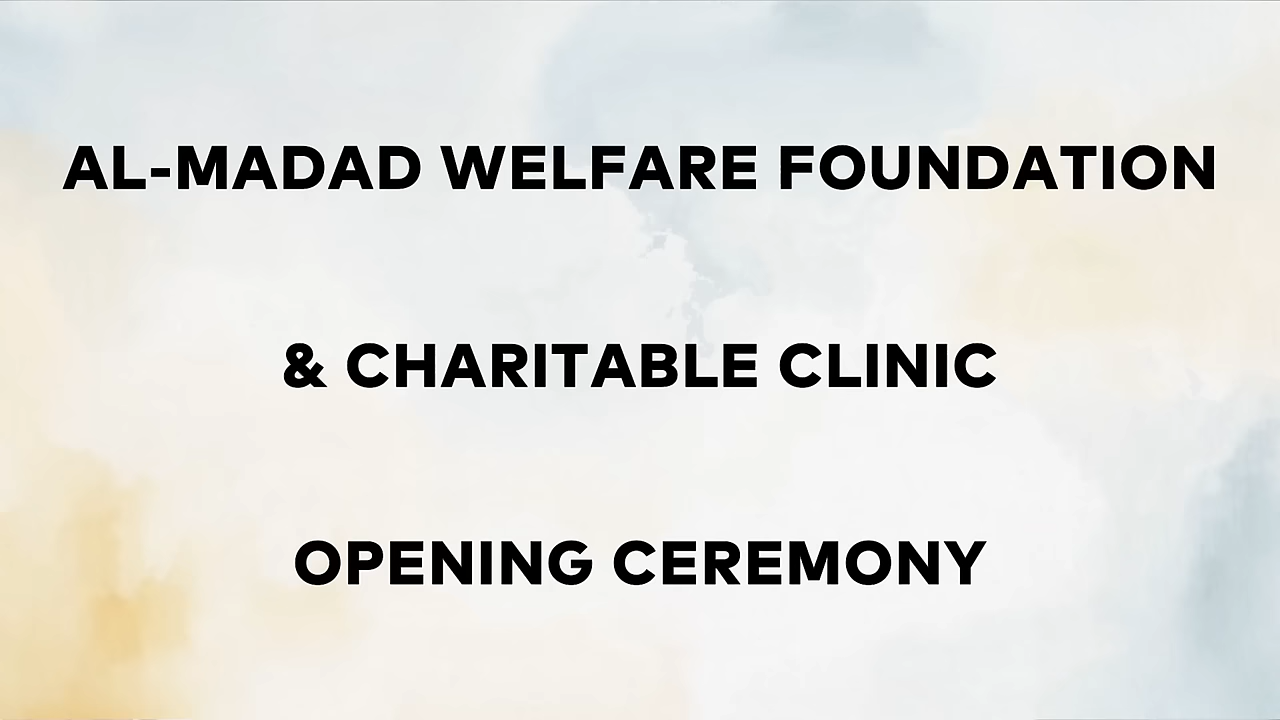 AL-MADAD WELFARE FOUNDATION
& CHARITABLE CLINIC
OPENING CEREMONY